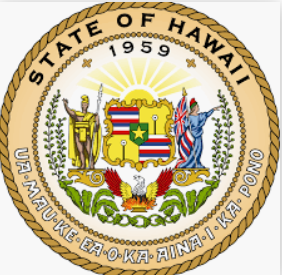 STATE OF HAWAII
1959
UA·MAU·KE·EA·O·KA·AINA·I·KA·PONO